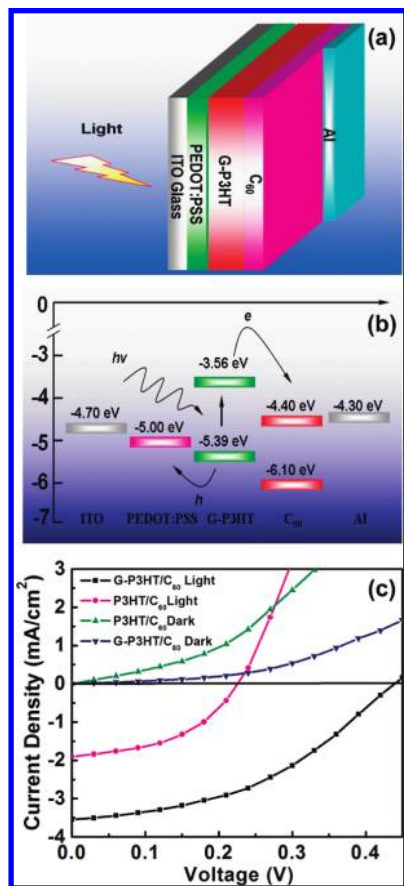 (a)
Light
ITO Glass
PEDOT:PSS
G-P3HT
C60
Al
(b)
0
-3
-4
-5
-6
-7
hν
e
h
-3.56 eV
-4.70 eV
-5.00 eV
-5.39 eV
-4.40 eV
-4.30 eV
-6.10 eV
ITO PEDOT:PSS G-P3HT C60 Al
(c)
G-P3HT/C60 Light
P3HT/C60 Light
P3HT/C60 Dark
G-P3HT/C60 Dark
Current Density (mA/cm²)
3
2
1
0
-1
-2
-3
-4
0.0 0.1 0.2 0.3 0.4
Voltage (V)